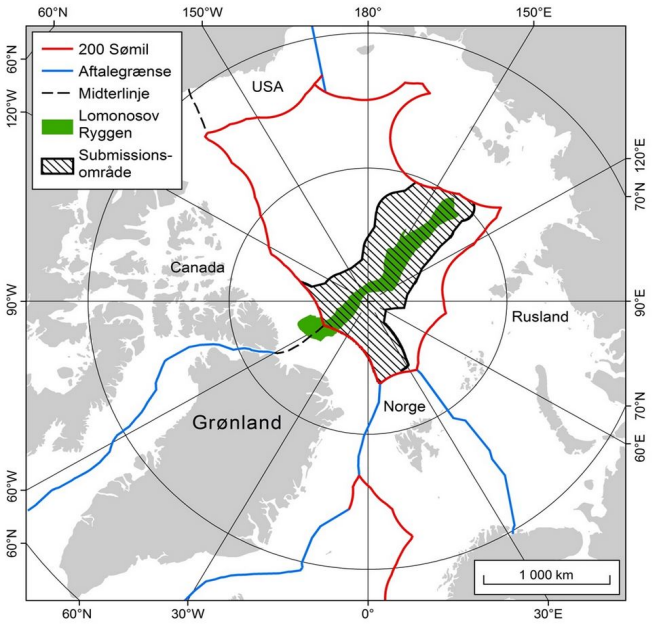 60°N
150°W
180°
150°E
60°N
120°W
200 Sømil
Aftalegrænse
Midterlinje
Lomonosov
Ryggen
Submissions-
område
USA
120°E
70°N
Canada
90°W
90°E
Rusland
Grønland
Norge
70°N
60°E
60°W
60°N
1 000 km
60°N
30°W
0°
30°E